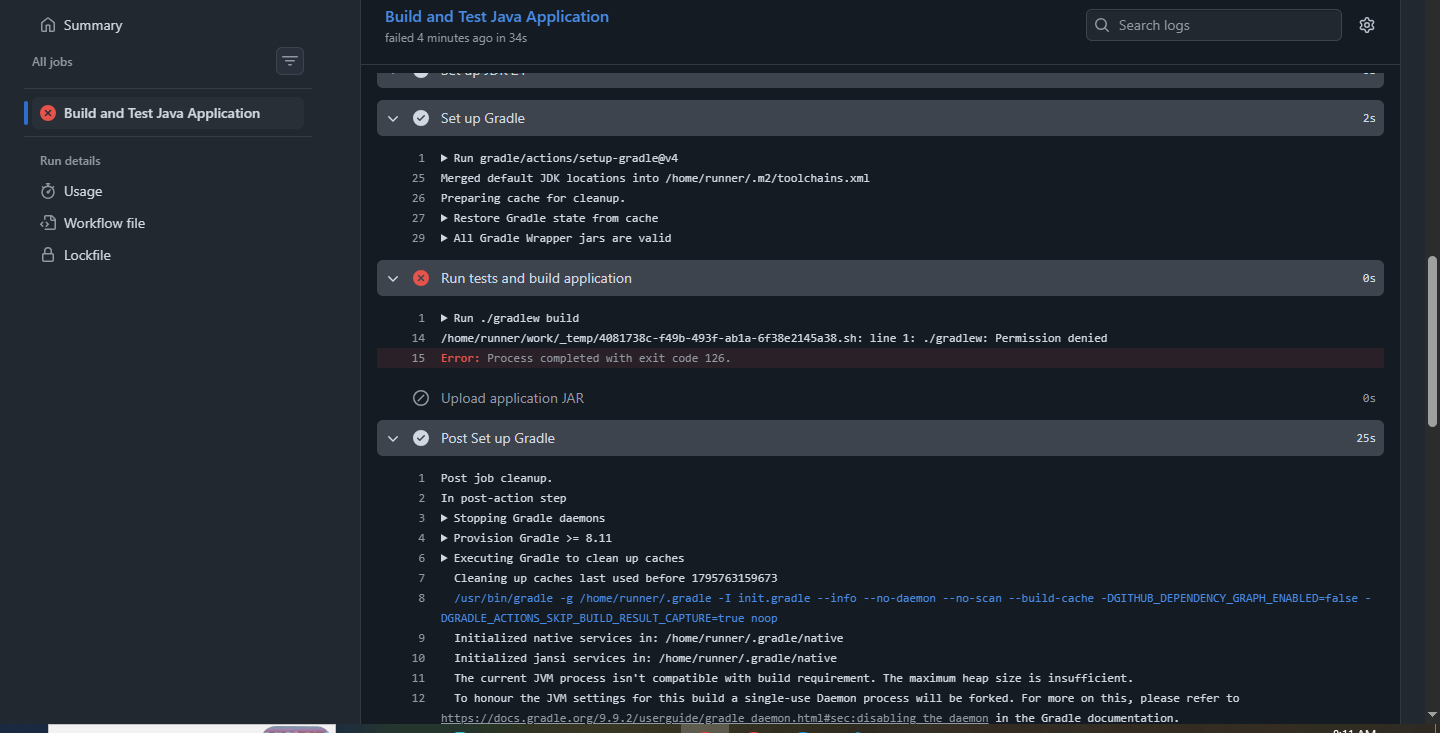 Summary
All jobs
Build and Test Java Application
Run details
Usage
Workflow file
Lockfile
Build and Test Java Application
failed 4 minutes ago in 34s
Search logs
Set up Gradle 2s
1 Run gradle/actions/setup-gradle@v4
25 Merged default JDK locations into /home/runner/.m2/toolchains.xml
26 Preparing cache for cleanup.
27 Restore Gradle state from cache
29 All Gradle Wrapper jars are valid
Run tests and build application 0s
1 Run ./gradlew build
14 /home/runner/work/_temp/4081738c-f49b-493f-ab1a-6f38e2145a38.sh: line 1: ./gradlew: Permission denied
15 Error: Process completed with exit code 126.
Upload application JAR 0s
Post Set up Gradle 25s
1 Post job cleanup.
2 In post-action step
3 Stopping Gradle daemons
4 Provision Gradle >= 8.11
6 Executing Gradle to clean up caches
7 Cleaning up caches last used before 1795763159673
8 /usr/bin/gradle -g /home/runner/.gradle -I init.gradle --info --no-daemon --no-scan --build-cache -DGITHUB_DEPENDENCY_GRAPH_ENABLED=false -
DGRADLE_ACTIONS_SKIP_BUILD_RESULT_CAPTURE=true noop
9 Initialized native services in: /home/runner/.gradle/native
10 Initialized jansi services in: /home/runner/.gradle/native
11 The current JVM process isn't compatible with build requirement. The maximum heap size is insufficient.
12 To honour the JVM settings for this build a single-use Daemon process will be forked. For more on this, please refer to
https://docs.gradle.org/9.9.2/userguide/gradle_daemon.html#sec:disabling_the_daemon in the Gradle documentation.